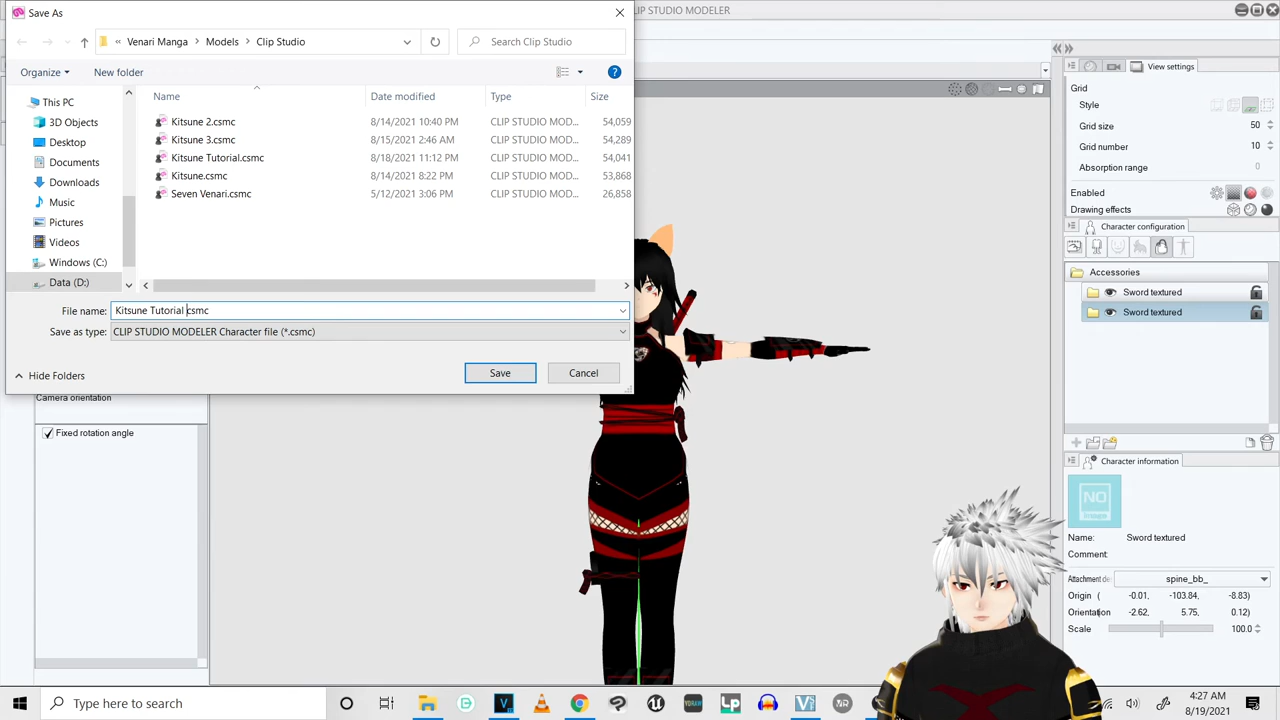 Save As
CLIP STUDIO MODELER
Venari Manga > Models > Clip Studio
Search Clip Studio
Organize
New folder
Name
Date modified
Type
Size
Kitsune 2.csmc 8/14/2021 10:40 PM CLIP STUDIO MOD... 54,059
Kitsune 3.csmc 8/15/2021 2:46 AM CLIP STUDIO MOD... 54,289
Kitsune Tutorial.csmc 8/18/2021 11:12 PM CLIP STUDIO MOD... 54,041
Kitsune.csmc 8/14/2021 8:22 PM CLIP STUDIO MOD... 53,868
Seven Venari.csmc 5/12/2021 3:06 PM CLIP STUDIO MOD... 26,858
This PC
3D Objects
Desktop
Documents
Downloads
Music
Pictures
Videos
Windows (C:)
Data (D:)
File name: Kitsune Tutorial csmc
Save as type: CLIP STUDIO MODELER Character file (*.csmc)
Hide Folders
Save
Cancel
Camera orientation
Fixed rotation angle
View settings
Grid
Style
Grid size 50
Grid number 10
Absorption range 0
Enabled
Drawing effects
Character configuration
Accessories
Sword textured
Sword textured
Character information
NO
Name: Sword textured
Comment:
Attachment de spine_bb_
Origin ( -0.01. -103.84. -8.83)
Orientation( -2.62. 5.75. 0.12)
Scale 100.0
Type here to search
4:27 AM
8/19/2021